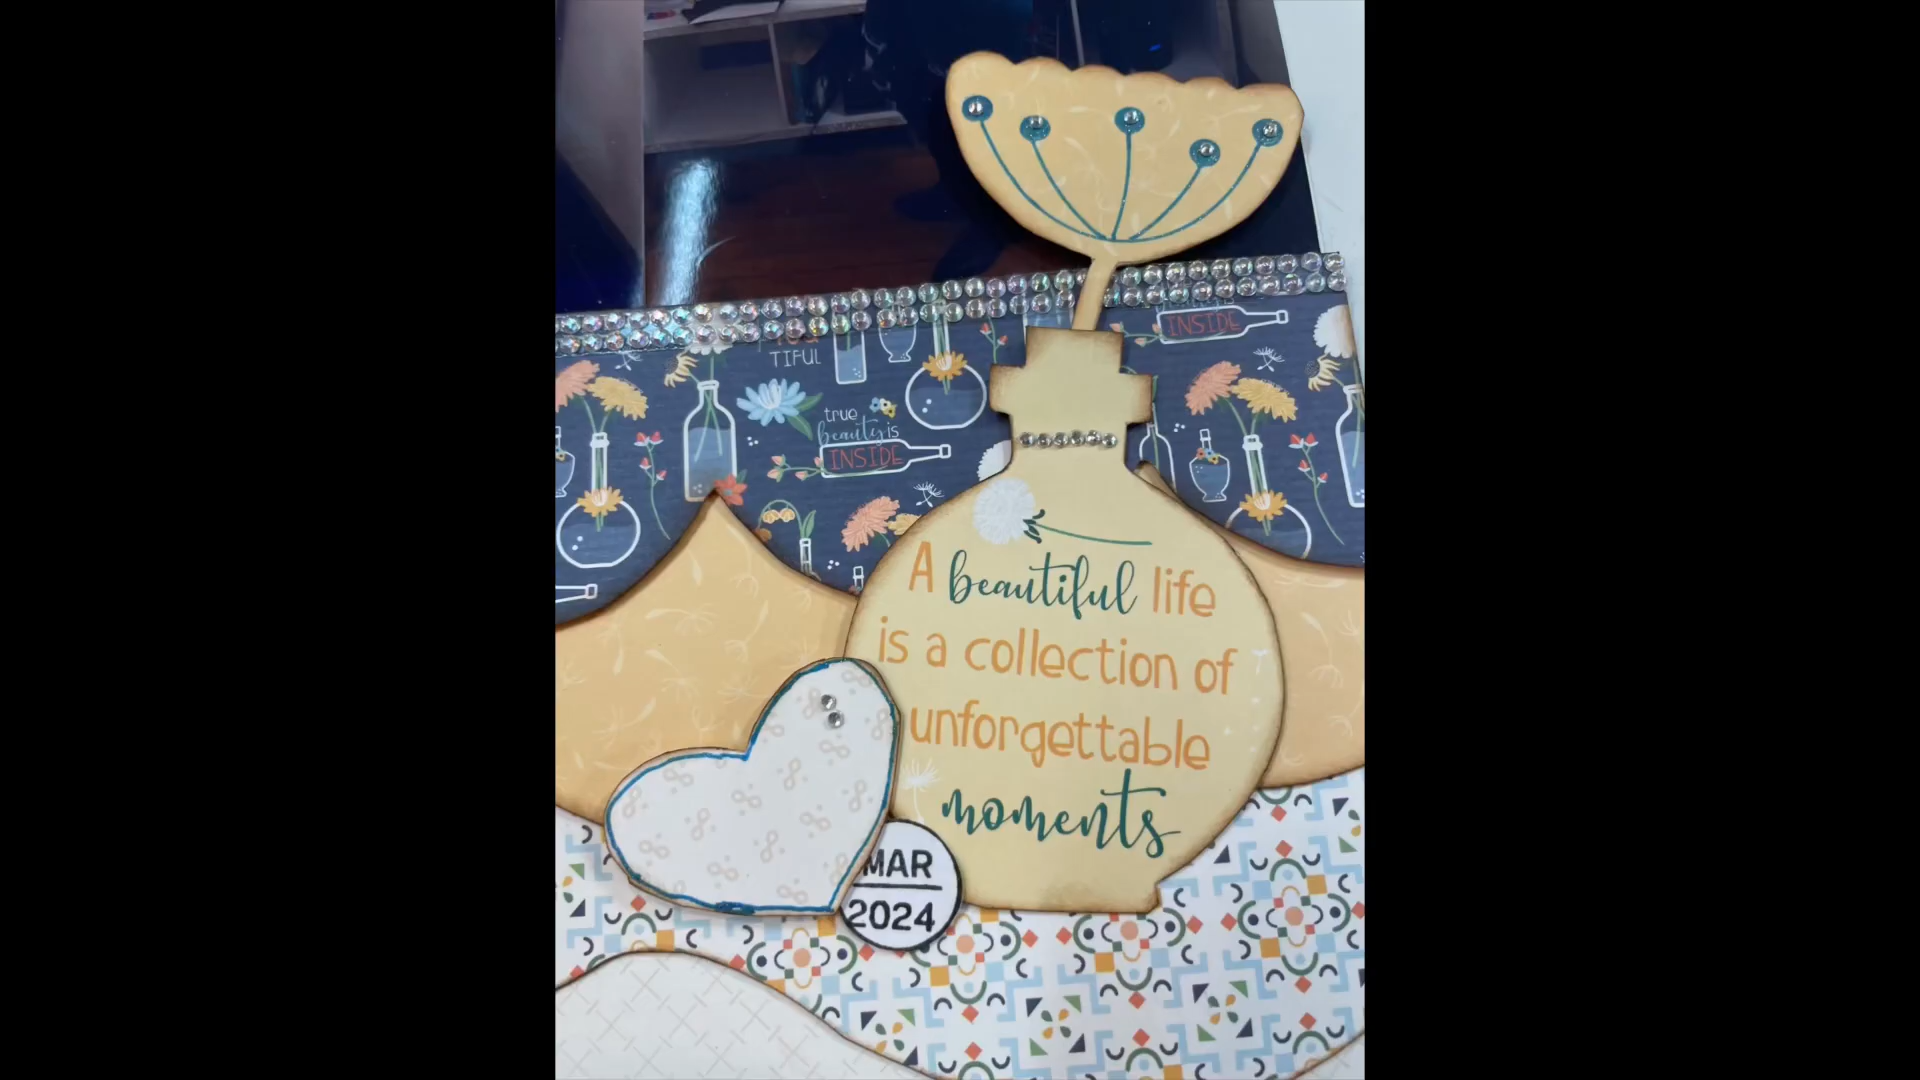 INSIDE
TIFUL
true
beauty is
INSIDE
A beautiful life
is a collection of
unforgettable
moments
MAR
2024